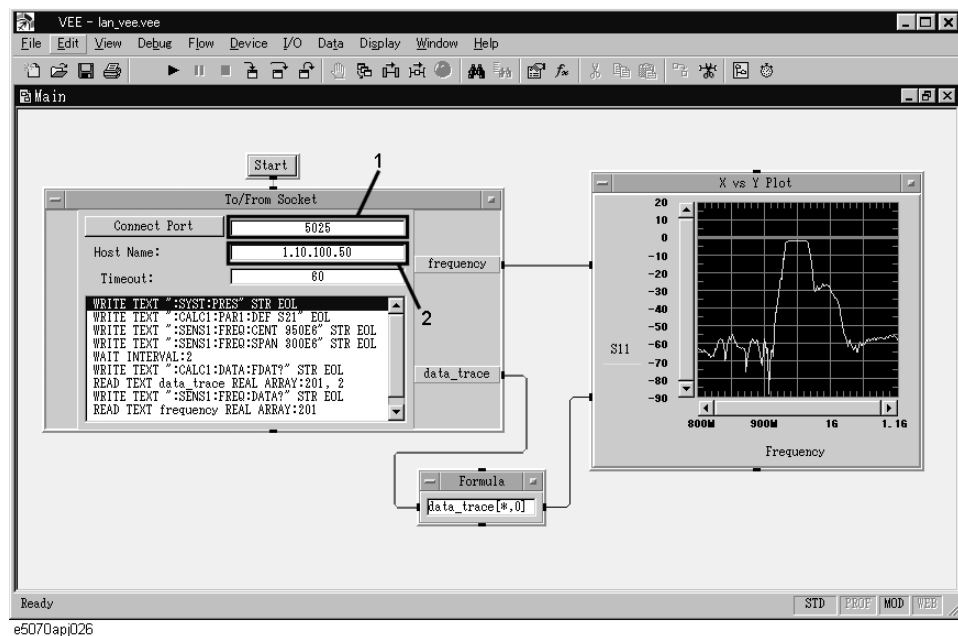 VEE - lan_vee.vee
File Edit View Debug Flow Device I/O Data Display Window Help
Main
Start
1
To/From Socket
Connect Port
5025
Host Name:
1.10.100.50
Timeout:
60
2
WRITE TEXT ":SYST:PRES" STR EOL
WRITE TEXT ":CALC1:PAR1:DEF S21" EOL
WRITE TEXT ":SENS1:FREQ:CENT 950E6" STR EOL
WRITE TEXT ":SENS1:FREQ:SPAN 300E6" STR EOL
WAIT INTERVAL:2
WRITE TEXT ":CALC1:DATA:FDAT?" STR EOL
READ TEXT data_trace REAL ARRAY:201, 2
WRITE TEXT ":SENS1:FREQ:DATA?" STR EOL
READ TEXT frequency REAL ARRAY:201
frequency
data_trace
Formula
data_trace[*,0]
X vs Y Plot
20
10
0
-10
-20
-30
-40
-50
-60
-70
-80
-90
S11
800M 900M 1G 1.1G
Frequency
Ready
STD PROF MOD WEB
e5070apj026